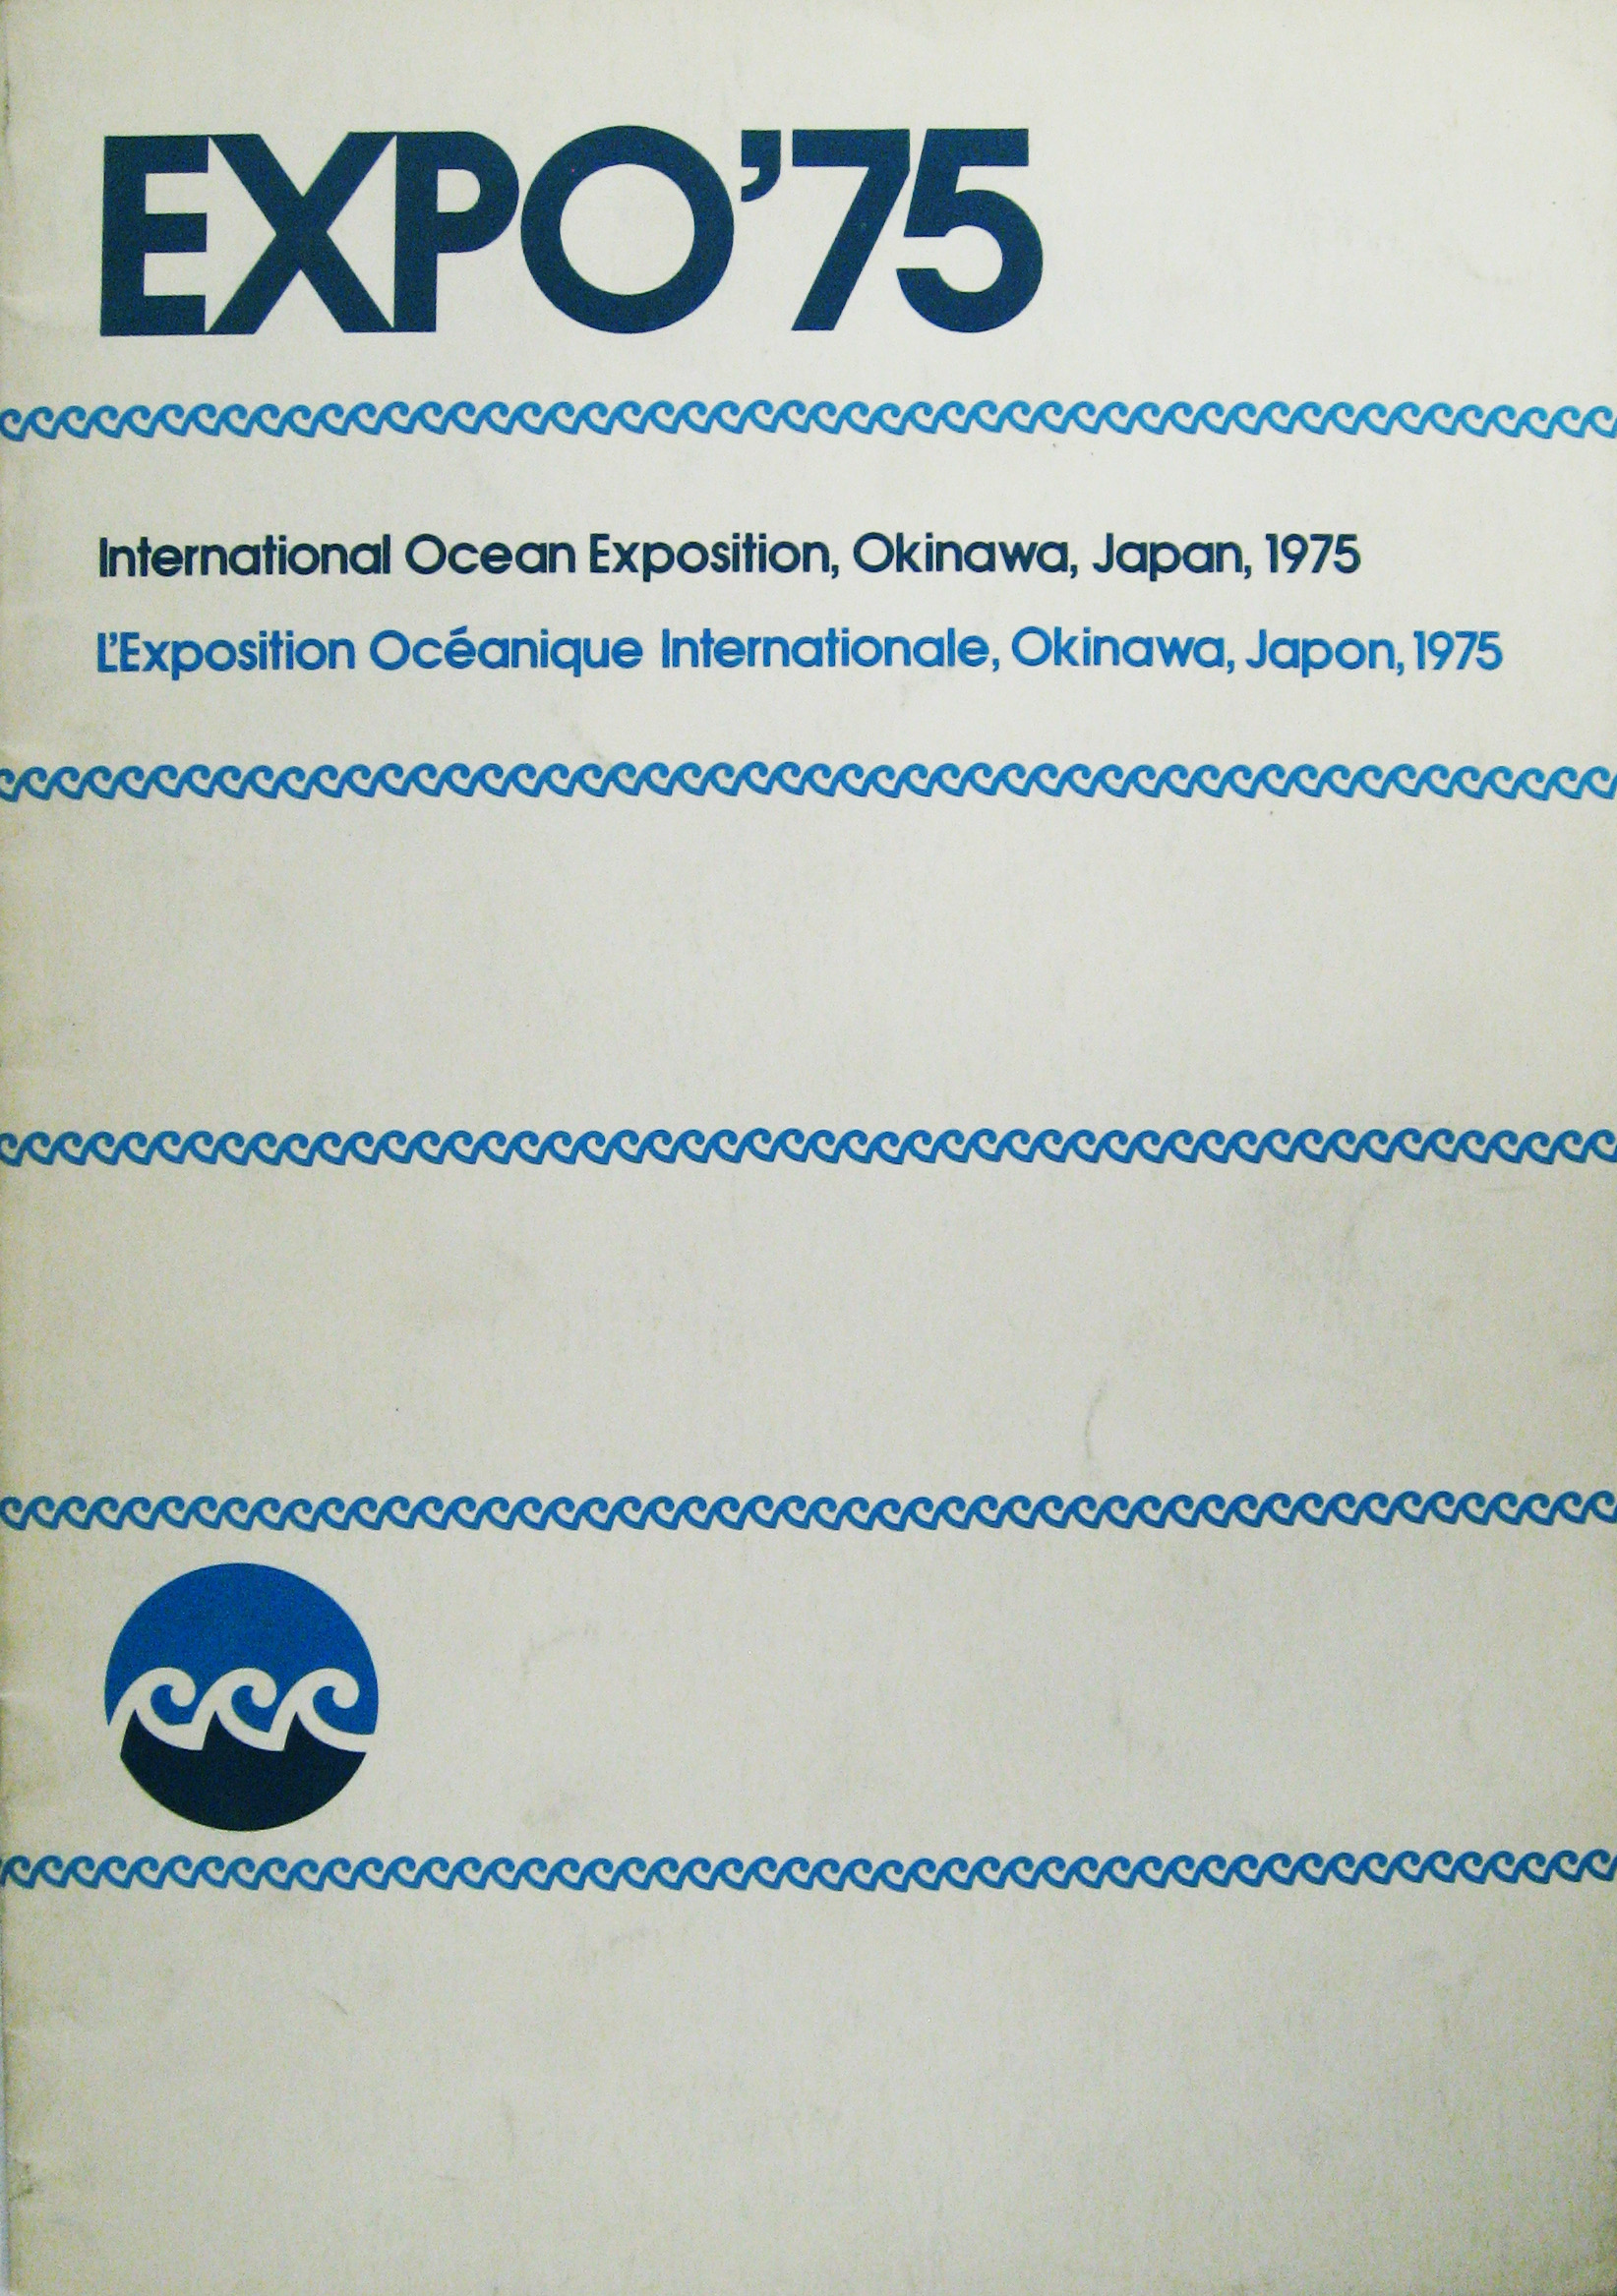 EXPO'75
International Ocean Exposition, Okinawa, Japan, 1975
L'Exposition Océanique Internationale, Okinawa, Japon, 1975